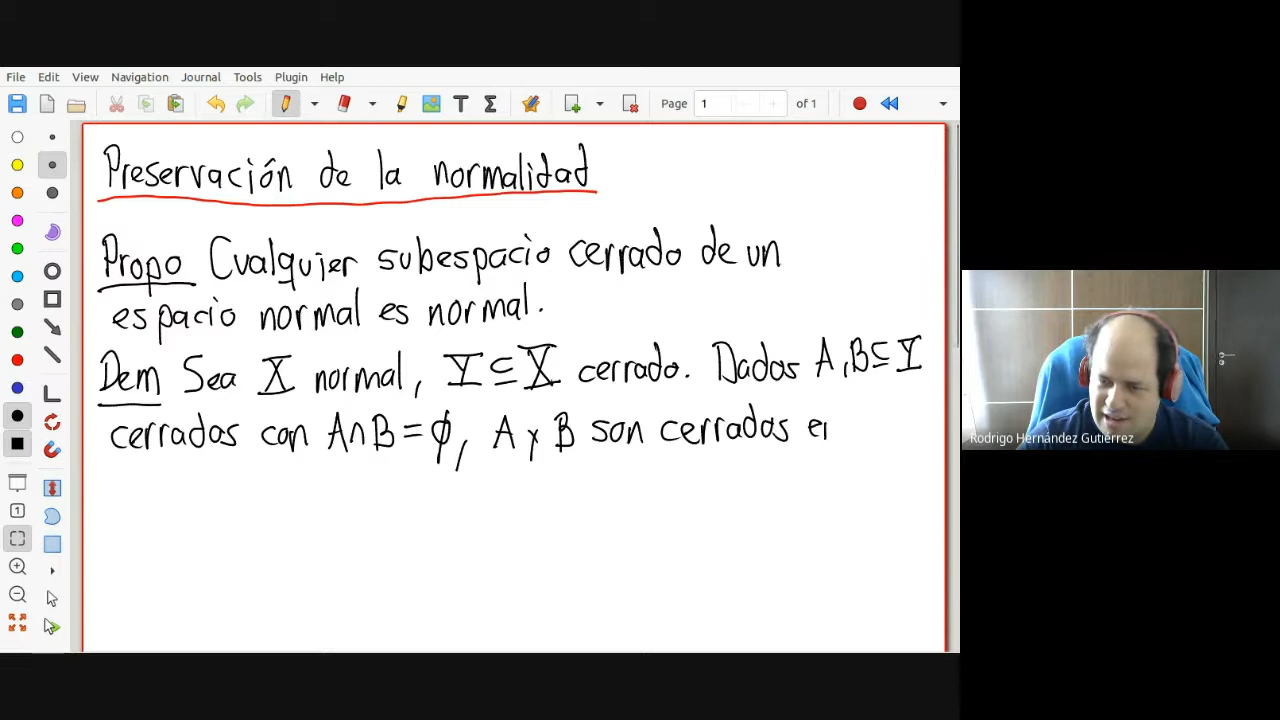 File Edit View Navigation Journal Tools Plugin Help
Page 1 of 1
Preservación de la normalidad
Propo Cualquier subespacio cerrado de un
espacio normal es normal.
Dem Sea X normal, Y ⊆ X cerrado. Dados A, B ⊆ Y
cerrados con A∩B = ∅, A y B son cerrados en
Rodrigo Hernández Gutiérrez